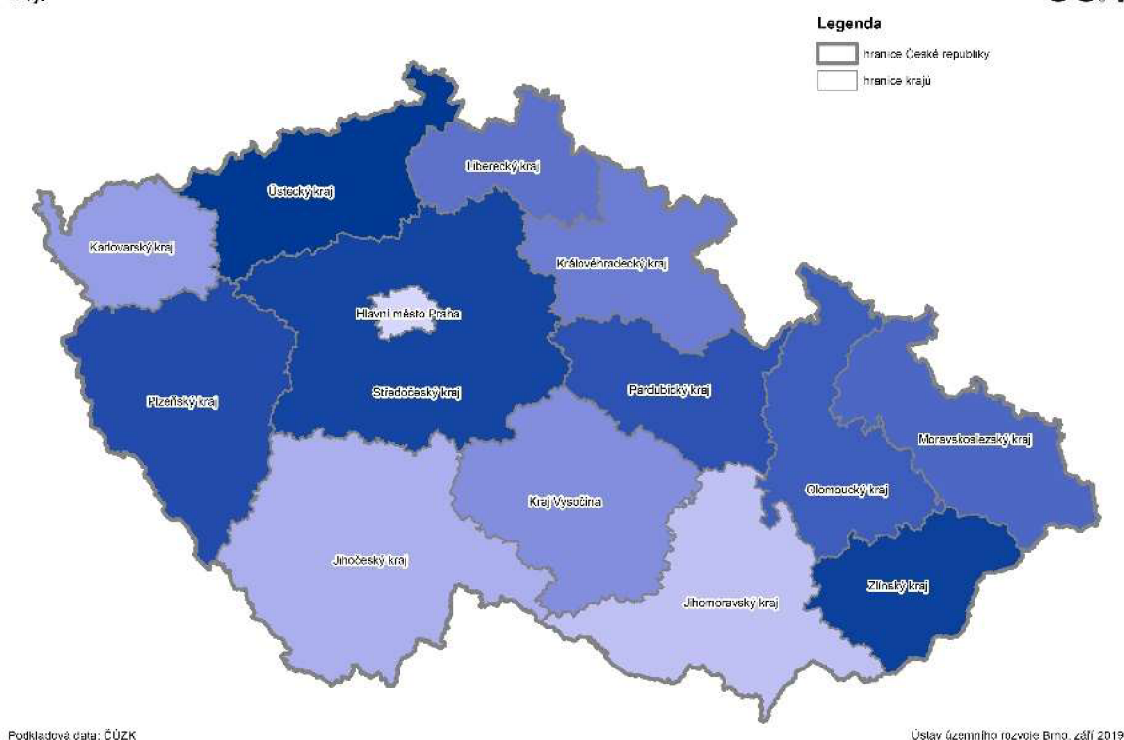 Legenda
hranice České republiky
hranice krajů
Ústecký kraj
Liberecký kraj
Karlovarský kraj
Královéhradecký kraj
Hlavní město Praha
Plzeňský kraj
Středočeský kraj
Pardubický kraj
Moravskoslezský kraj
Olomoucký kraj
Kraj Vysočina
Jihočeský kraj
Zlínský kraj
Jihomoravský kraj
Podkladová data: ČÚZK
Ústav územního rozvoje Brno, září 2019